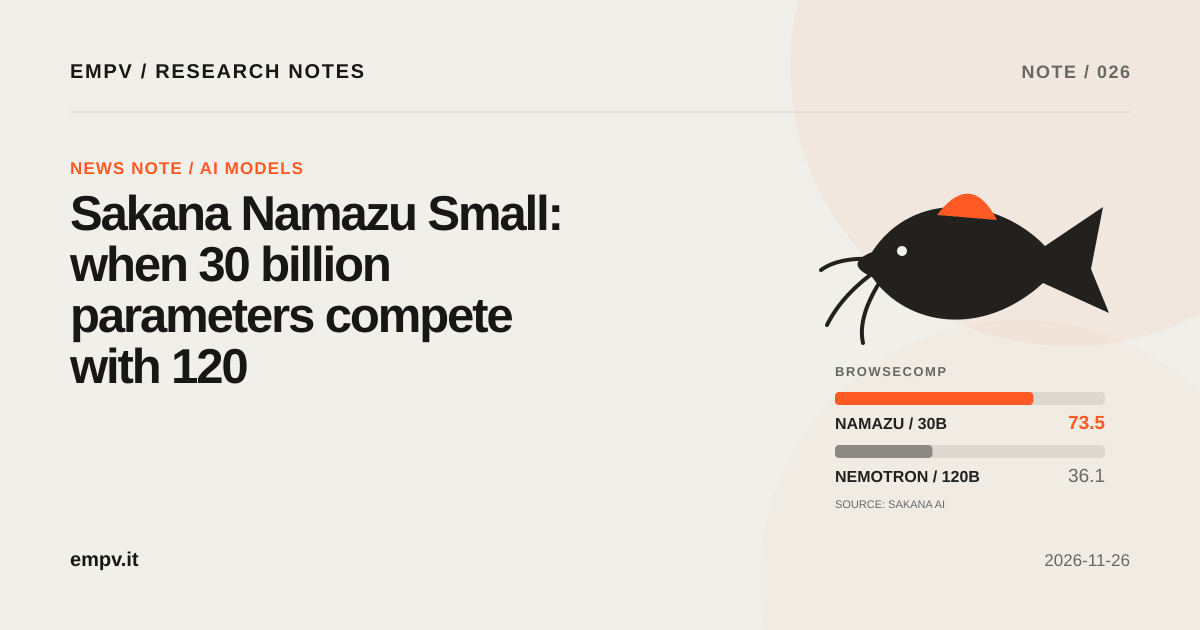 EMPV / RESEARCH NOTES
NOTE / 026
NEWS NOTE / AI MODELS
Sakana Namazu Small:
when 30 billion
parameters compete
with 120
BROWSECOMP
NAMAZU / 30B
73.5
NEMOTRON / 120B
36.1
SOURCE: SAKANA AI
empv.it
2026-11-26